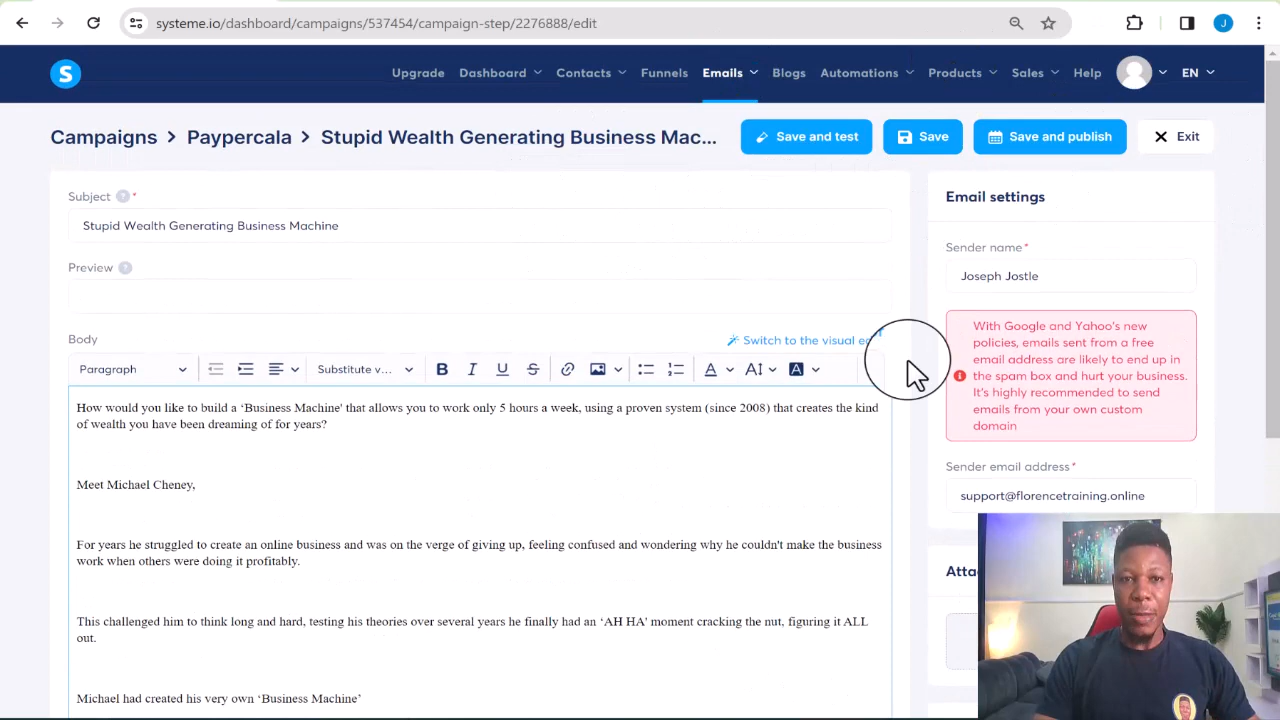 systeme.io/dashboard/campaigns/537454/campaign-step/2276888/edit
J
S
Upgrade Dashboard Contacts Funnels Emails Blogs Automations Products Sales Help EN
Campaigns > Paypercala > Stupid Wealth Generating Business Mac...
Save and test Save Save and publish Exit
Subject ? *
Stupid Wealth Generating Business Machine
Preview ?
Body
Switch to the visual
Paragraph
Substitute v...
B I U S A AI A
How would you like to build a ‘Business Machine' that allows you to work only 5 hours a week, using a proven system (since 2008) that creates the kind
of wealth you have been dreaming of for years?
Meet Michael Cheney,
For years he struggled to create an online business and was on the verge of giving up, feeling confused and wondering why he couldn't make the business
work when others were doing it profitably.
This challenged him to think long and hard, testing his theories over several years he finally had an ‘AH HA’ moment cracking the nut, figuring it ALL
out.
Michael had created his very own ‘Business Machine’
Email settings
Sender name*
Joseph Jostle
With Google and Yahoo's new
policies, emails sent from a free
email address are likely to end up in
the spam box and hurt your business.
It's highly recommended to send
emails from your own custom
domain
Sender email address*
support@florencetraining.online